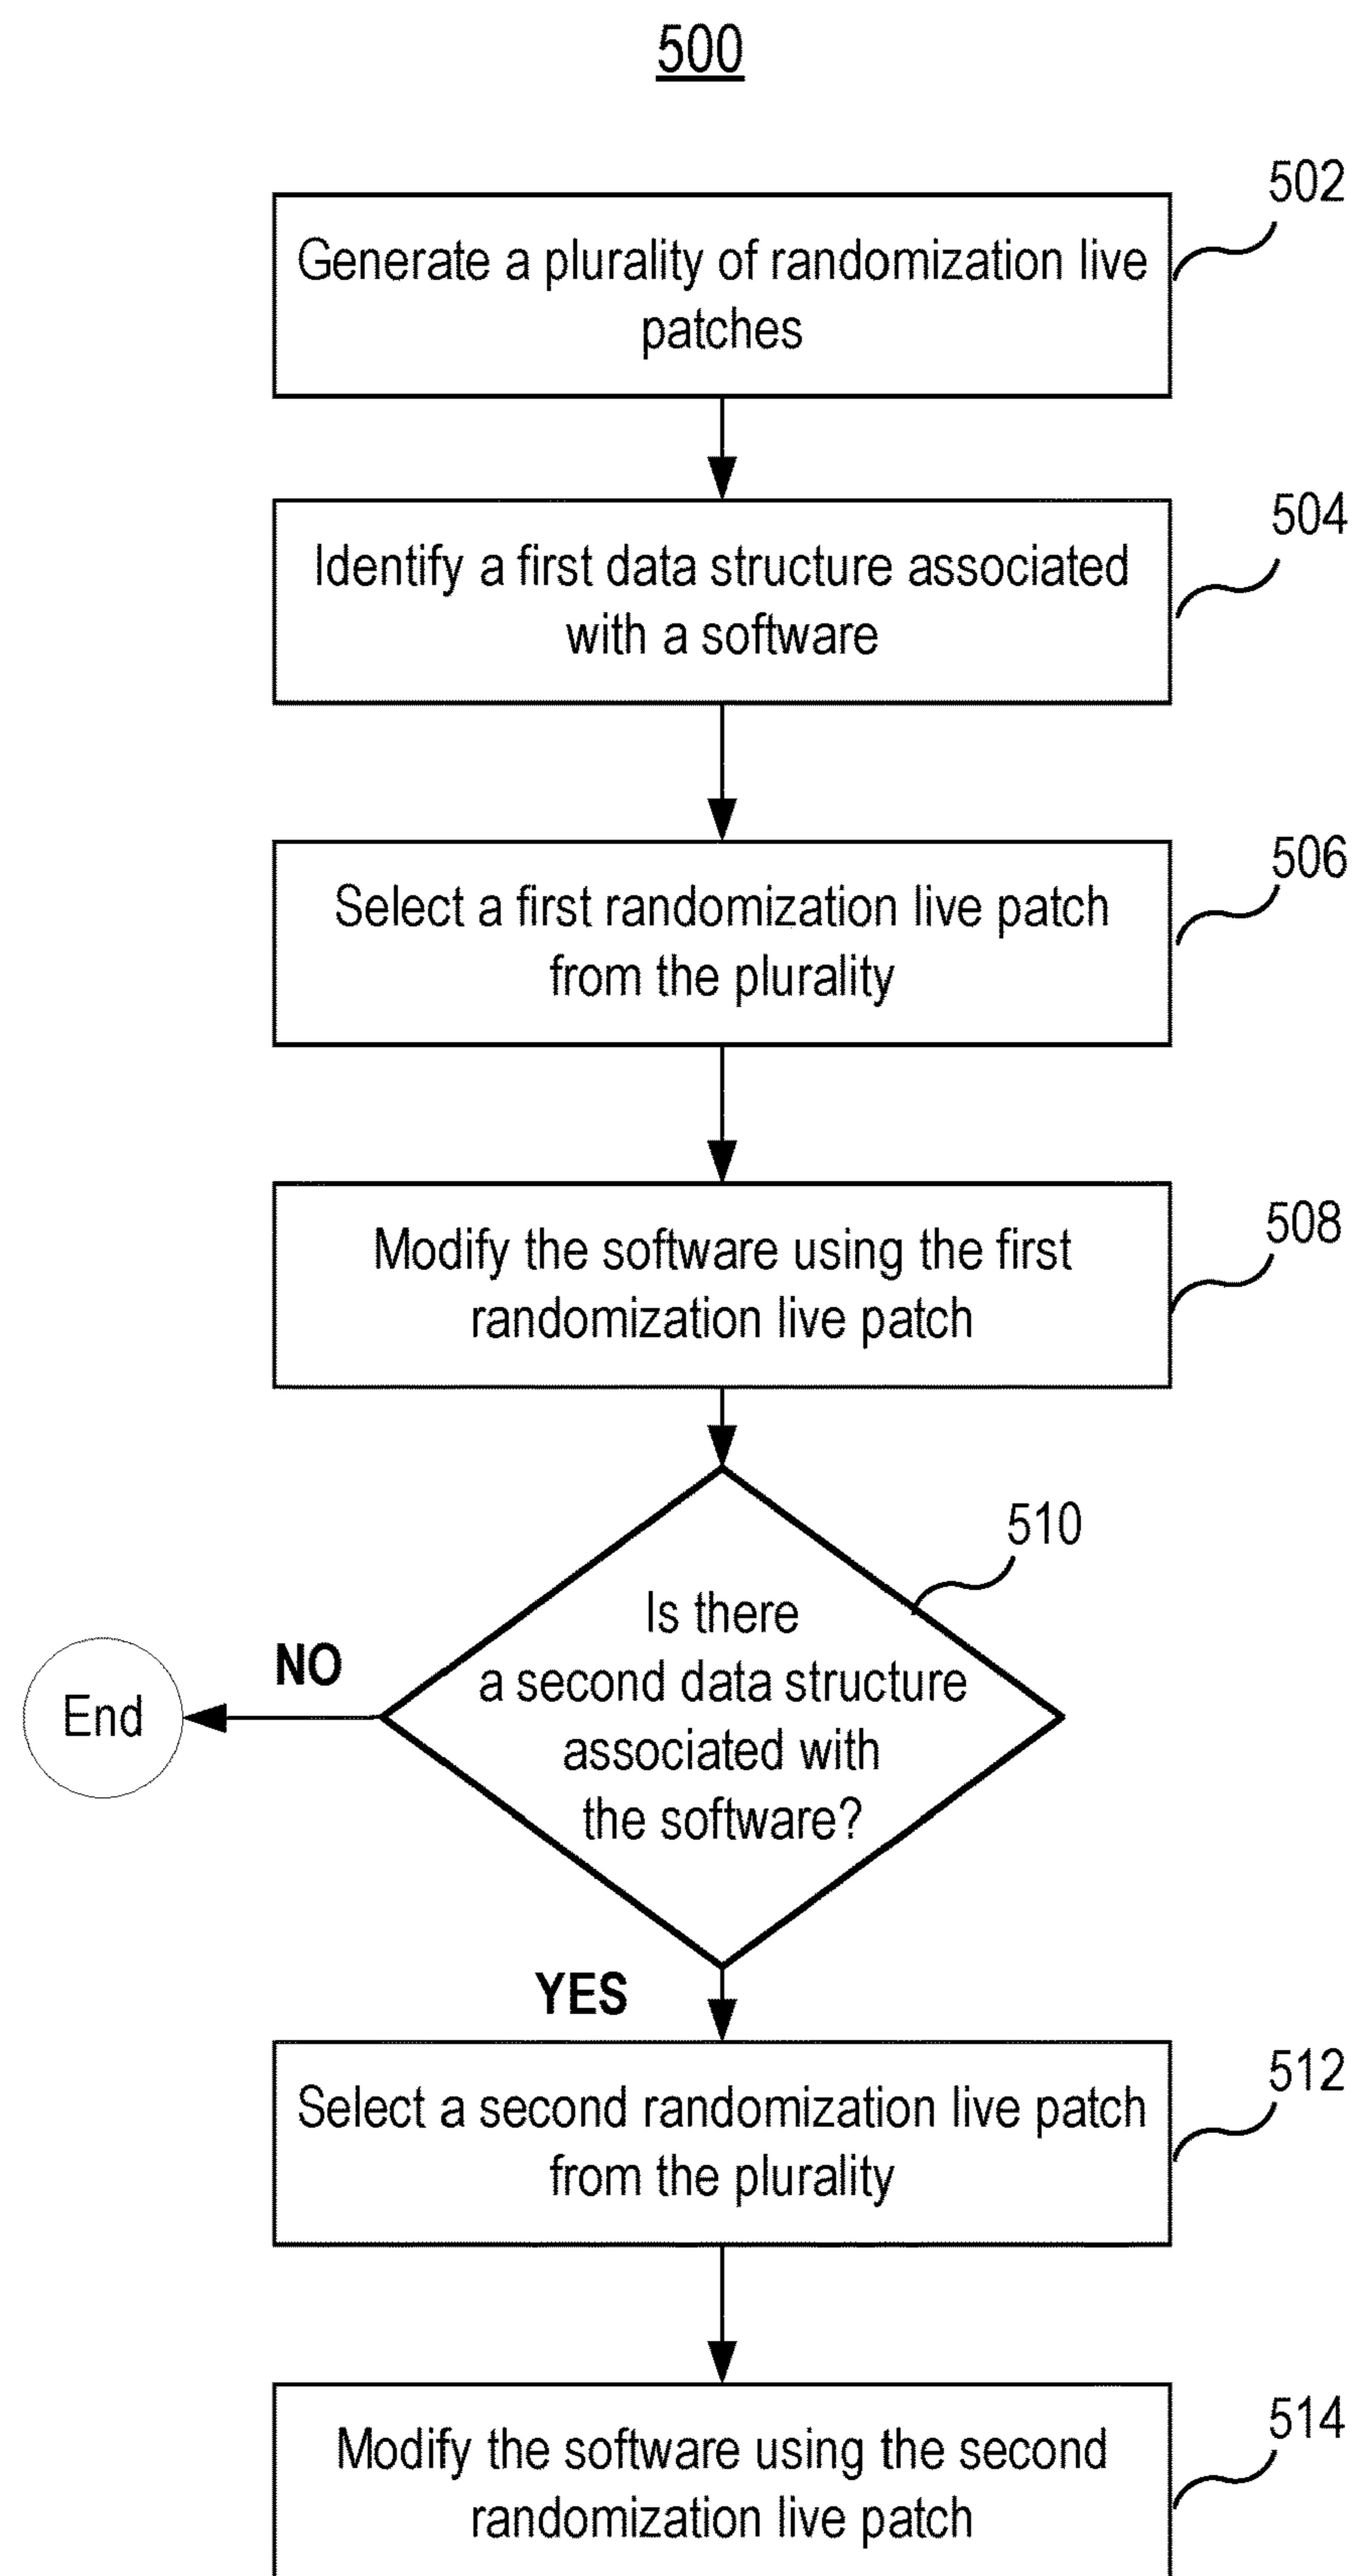 500
502
Generate a plurality of randomization live
patches
504
Identify a first data structure associated
with a software
506
Select a first randomization live patch
from the plurality
508
Modify the software using the first
randomization live patch
510
Is there
a second data structure
associated with
the software?
NO
End
YES
512
Select a second randomization live patch
from the plurality
514
Modify the software using the second
randomization live patch